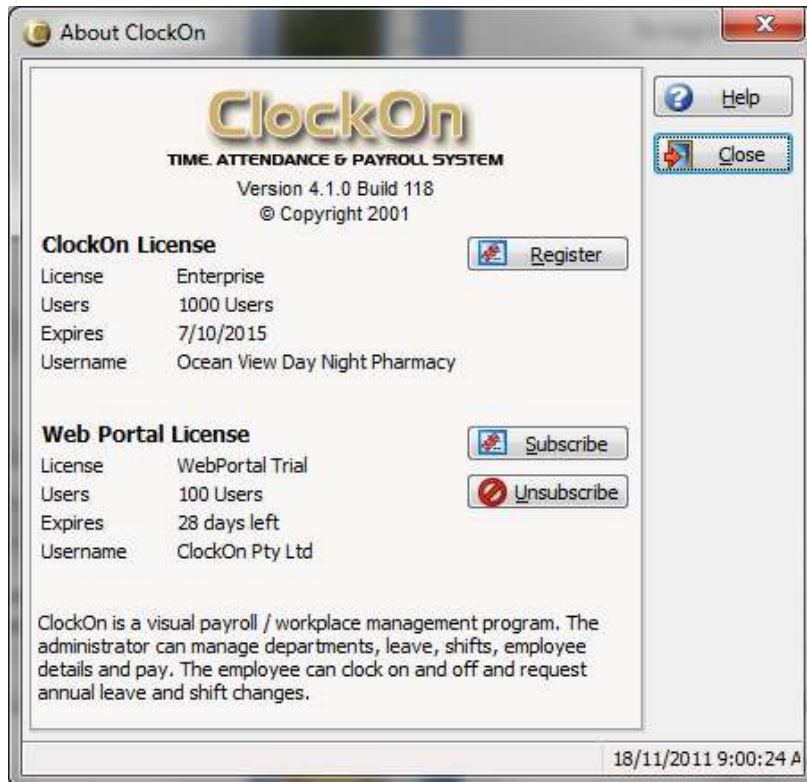 About ClockOn
ClockOn
TIME. ATTENDANCE & PAYROLL SYSTEM
Version 4.1.0 Build 118
© Copyright 2001
ClockOn License
Register
License Enterprise
Users 1000 Users
Expires 7/10/2015
Username Ocean View Day Night Pharmacy
Web Portal License
Subscribe
License WebPortal Trial
Unsubscribe
Users 100 Users
Expires 28 days left
Username ClockOn Pty Ltd
ClockOn is a visual payroll / workplace management program. The
administrator can manage departments, leave, shifts, employee
details and pay. The employee can clock on and off and request
annual leave and shift changes.
Help
Close
18/11/2011 9:00:24 A